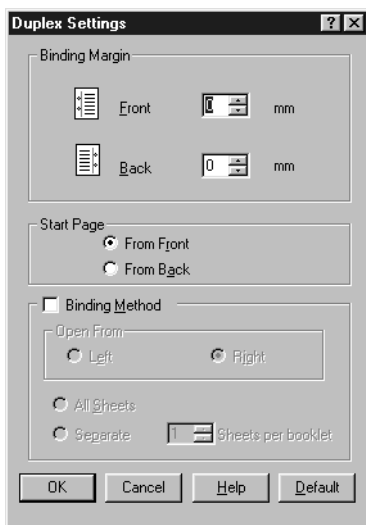 Duplex Settings
Binding Margin
Front 0 mm
Back 0 mm
Start Page
From Front
From Back
Binding Method
Open From
Left Right
All Sheets
Separate 1 Sheets per booklet
OK Cancel Help Default